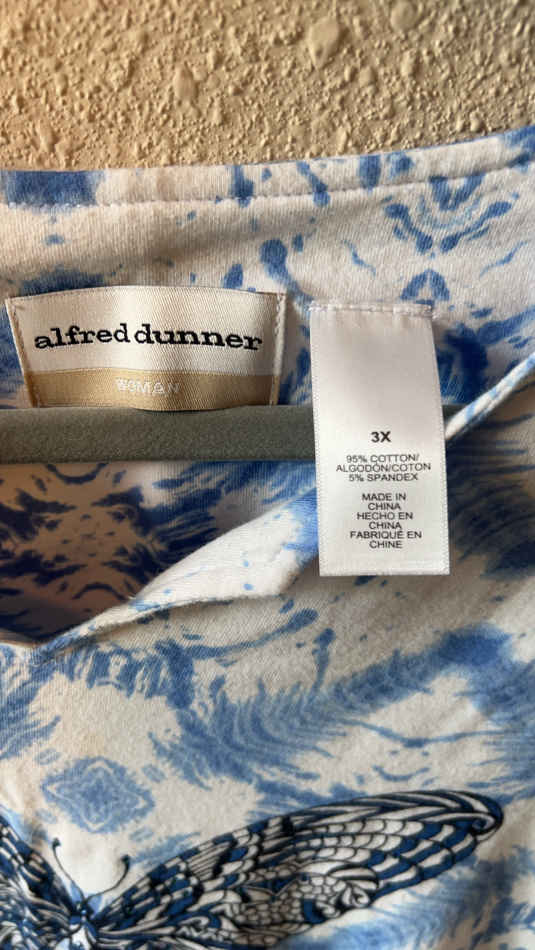 alfred dunner
WOMAN
3X
95% COTTON/
ALGODÓN/COTON
5% SPANDEX
MADE IN
CHINA
HECHO EN
CHINA
FABRIQUÉ EN
CHINE